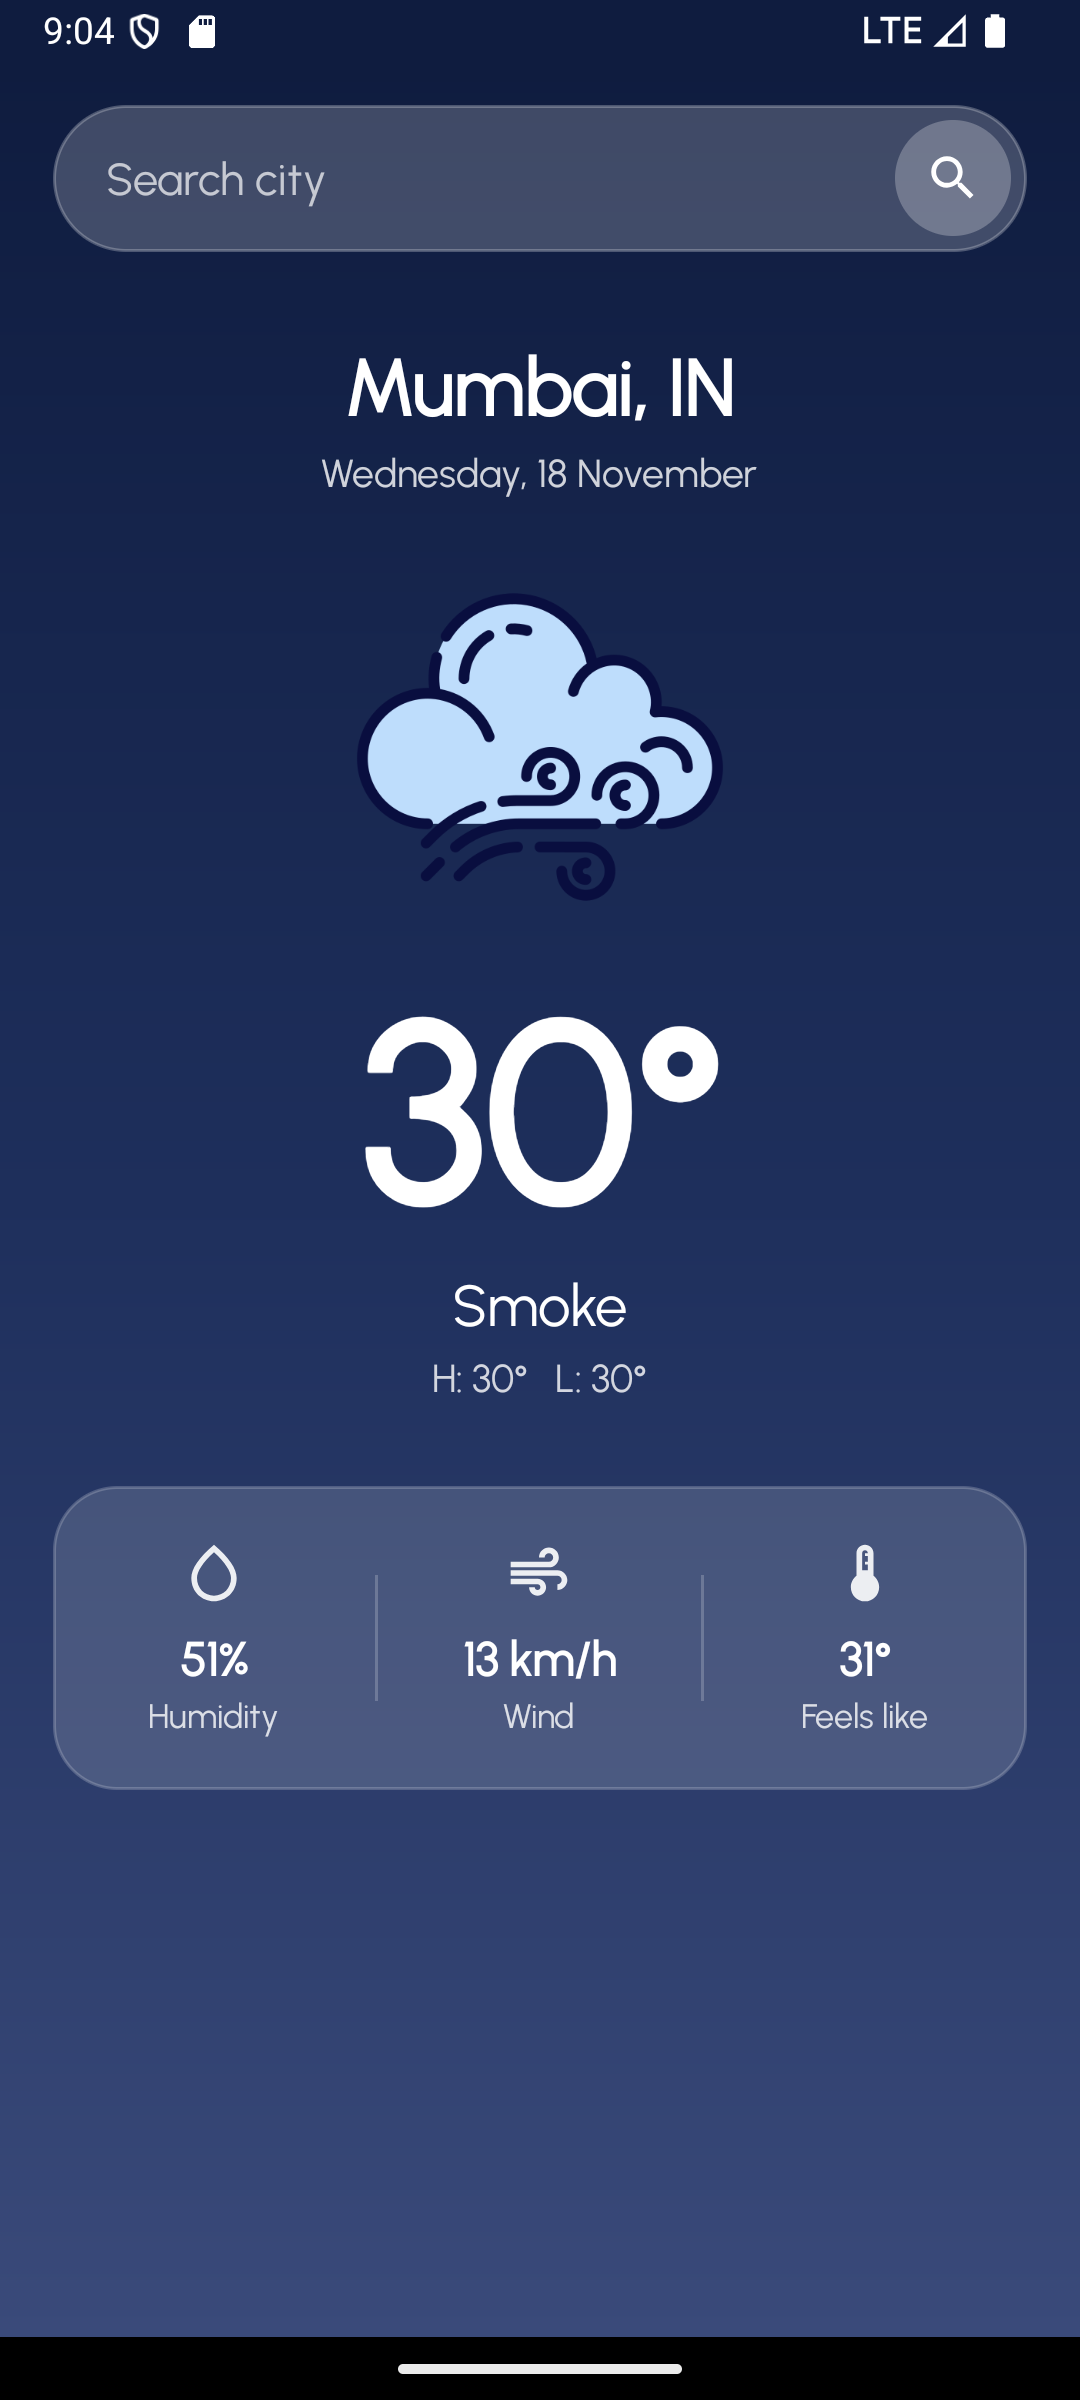 9:04 LTE
Search city
Mumbai, IN
Wednesday, 18 November
30°
Smoke
H: 30° L: 30°
51% 13 km/h 31°
Humidity Wind Feels like